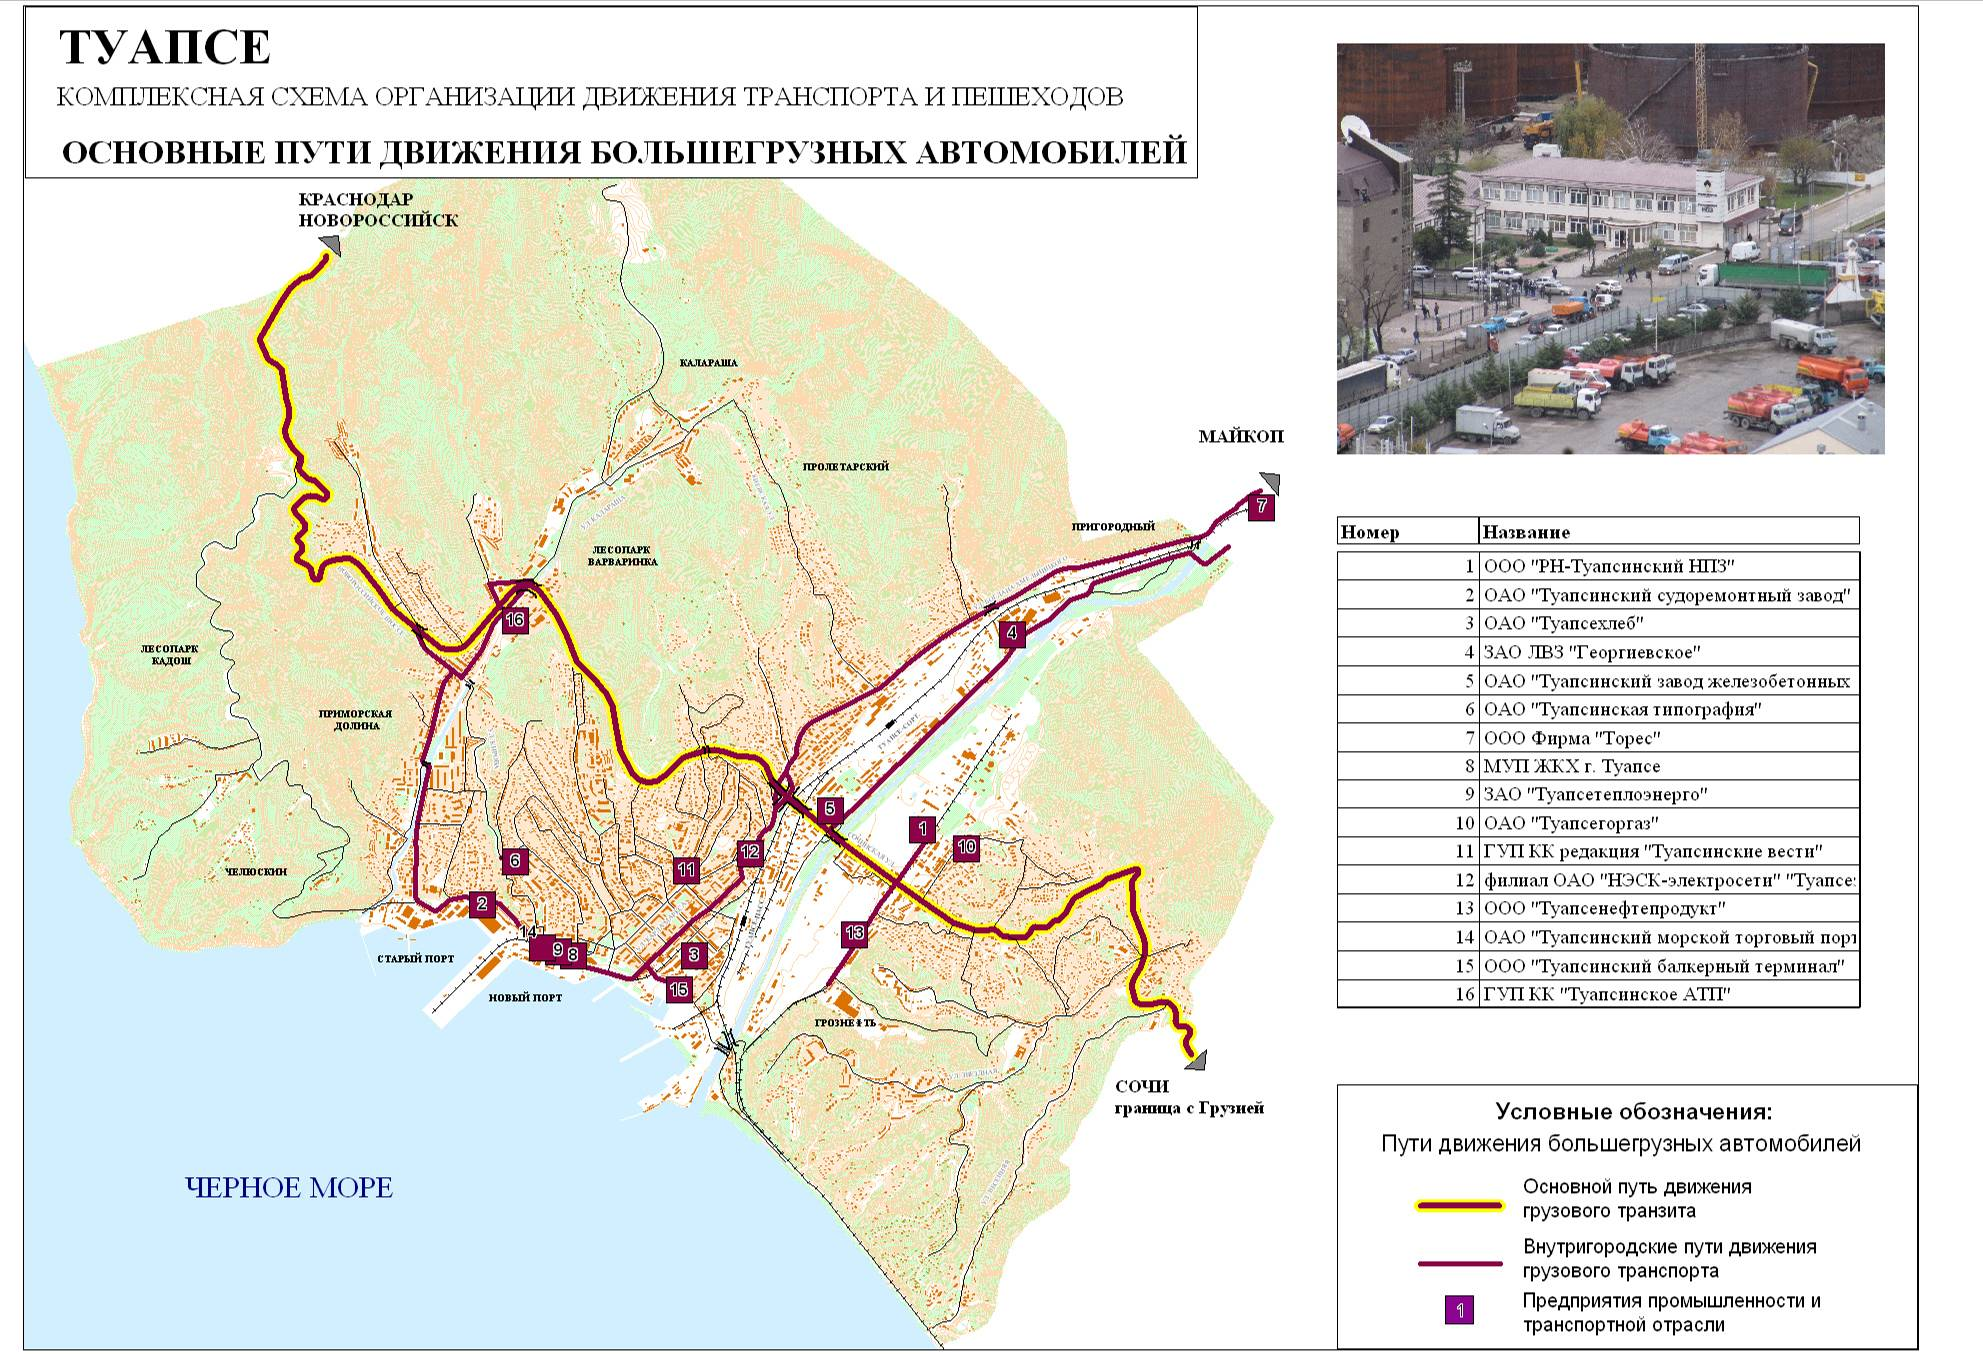 ТУАПСЕ
КОМПЛЕКСНАЯ СХЕМА ОРГАНИЗАЦИИ ДВИЖЕНИЯ ТРАНСПОРТА И ПЕШЕХОДОВ
ОСНОВНЫЕ ПУТИ ДВИЖЕНИЯ БОЛЬШЕГРУЗНЫХ АВТОМОБИЛЕЙ
КРАСНОДАР
НОВОРОССИЙСК
КАЛАРАША
МАЙКОП
ПРОЛЕТАРСКИЙ
7
ПРИГОРОДНЫЙ
УЛ КАЛАРАША
ЛЕСОПАРК
ВАРВАРИНКА
16
4
ЛЕСОПАРК
КАДОШ
ПРИМОРСКАЯ
ДОЛИНА
ТУАПСЕ-СОРТ.
5
1
10
12
6
11
ЧЕЛЮСКИН
2
14
13
9
8
3
СТАРЫЙ ПОРТ
15
НОВЫЙ ПОРТ
ГРОЗНЕФТЬ
УЛ. ЗВЕЗДНАЯ
СОЧИ
граница с Грузией
ЧЕРНОЕ МОРЕ
Номер Название
1 ООО "РН-Туапсинский НПЗ"
2 ОАО "Туапсинский судоремонтный завод"
3 ОАО "Туапсехлеб"
4 ЗАО ЛВЗ "Георгиевское"
5 ОАО "Туапсинский завод железобетонных
6 ОАО "Туапсинская типография"
7 ООО Фирма "Торес"
8 МУП ЖКХ г. Туапсе
9 ЗАО "Туапсетеплоэнерго"
10 ОАО "Туапсегоргаз"
11 ГУП КК редакция "Туапсинские вести"
12 филиал ОАО "НЭСК-электросети" "Туапсе
13 ООО "Туапсенефтепродукт"
14 ОАО "Туапсинский морской торговый порт
15 ООО "Туапсинский балкерный терминал"
16 ГУП КК "Туапсинское АТП"
Условные обозначения:
Пути движения большегрузных автомобилей
Основной путь движения
грузового транзита
Внутригородские пути движения
грузового транспорта
1
Предприятия промышленности и
транспортной отрасли